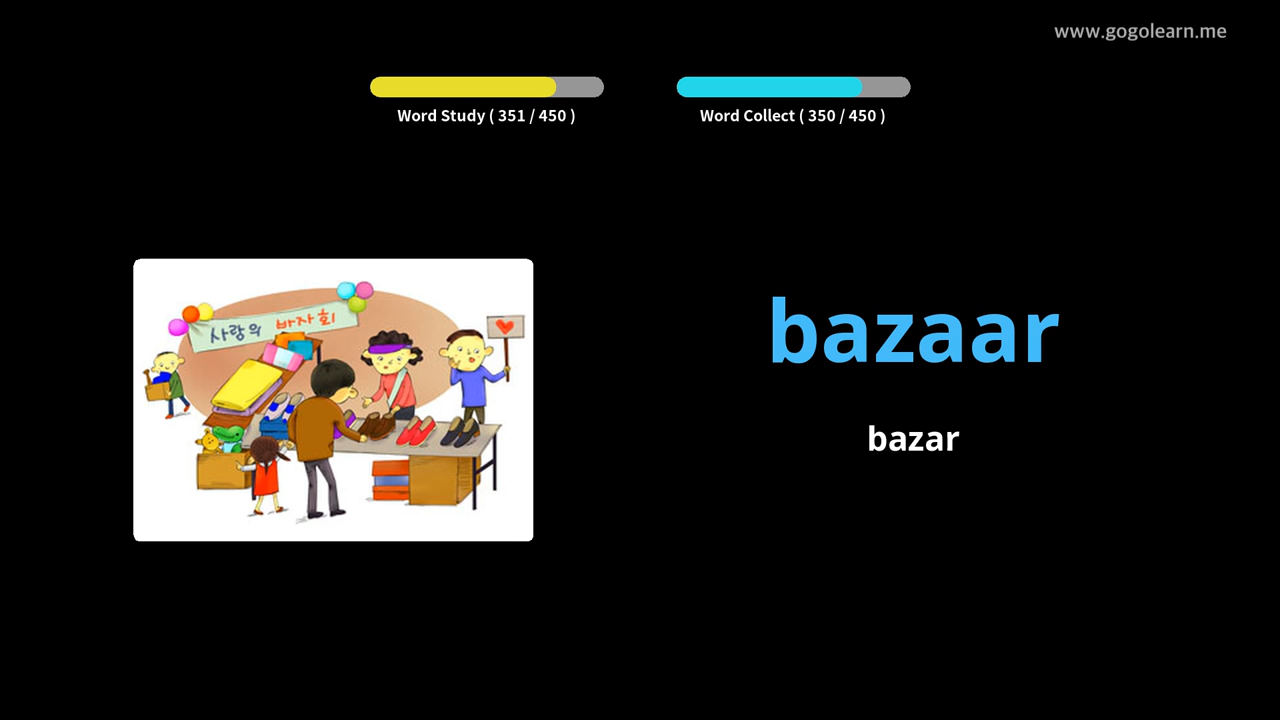 www.gogolearn.me
Word Study ( 351 / 450 )
Word Collect ( 350 / 450 )
사랑의 바자회
bazaar
bazar